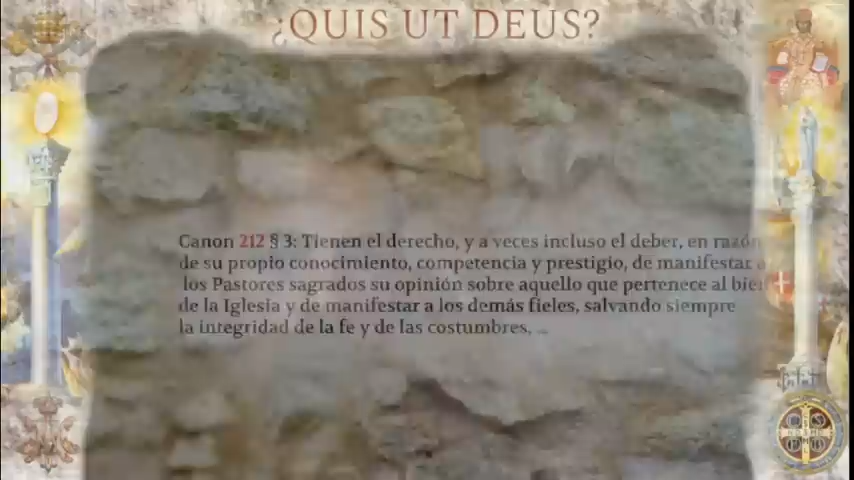 ¿QUIS UT DEUS?
Canon 212 § 3: Tienen el derecho, y a veces incluso el deber, en razón
de su propio conocimiento, competencia y prestigio, de manifestar a
los Pastores sagrados su opinión sobre aquello que pertenece al bien
de la Iglesia y de manifestar a los demás fieles, salvando siempre
la integridad de la fe y de las costumbres, ...